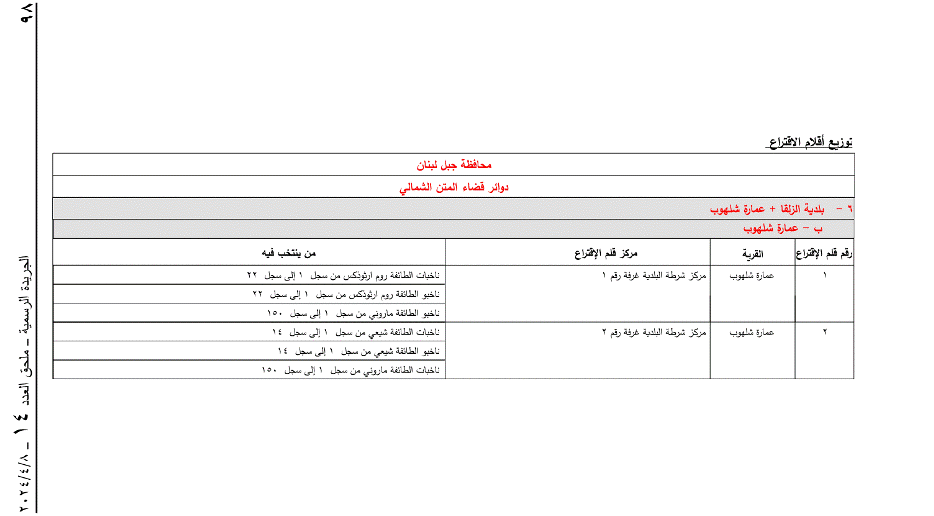 ٩٨
الجريدة الرسمية – ملحق العدد ١٤ – ٢٠٢٤/٤/٨
توزيع أقلام الاقتراع
محافظة جبل لبنان
دوائر قضاء المتن الشمالي
٦ - بلدية الزلقا + عمارة شلهوب
ب - عمارة شلهوب
رقم قلم الإقتراع القرية مركز قلم الإقتراع من ينتخب فيه
١ عمارة شلهوب مركز شرطة البلدية غرفة رقم ١ ناخبات الطائفة روم ارثوذكس من سجل ١ إلى سجل ٢٢
ناخبو الطائفة روم ارثوذكس من سجل ١ إلى سجل ٢٢
ناخبو الطائفة ماروني من سجل ١ إلى سجل ١٥٠
٢ عمارة شلهوب مركز شرطة البلدية غرفة رقم ٢ ناخبات الطائفة شيعي من سجل ١ إلى سجل ١٤
ناخبو الطائفة شيعي من سجل ١ إلى سجل ١٤
ناخبات الطائفة ماروني من سجل ١ إلى سجل ١٥٠